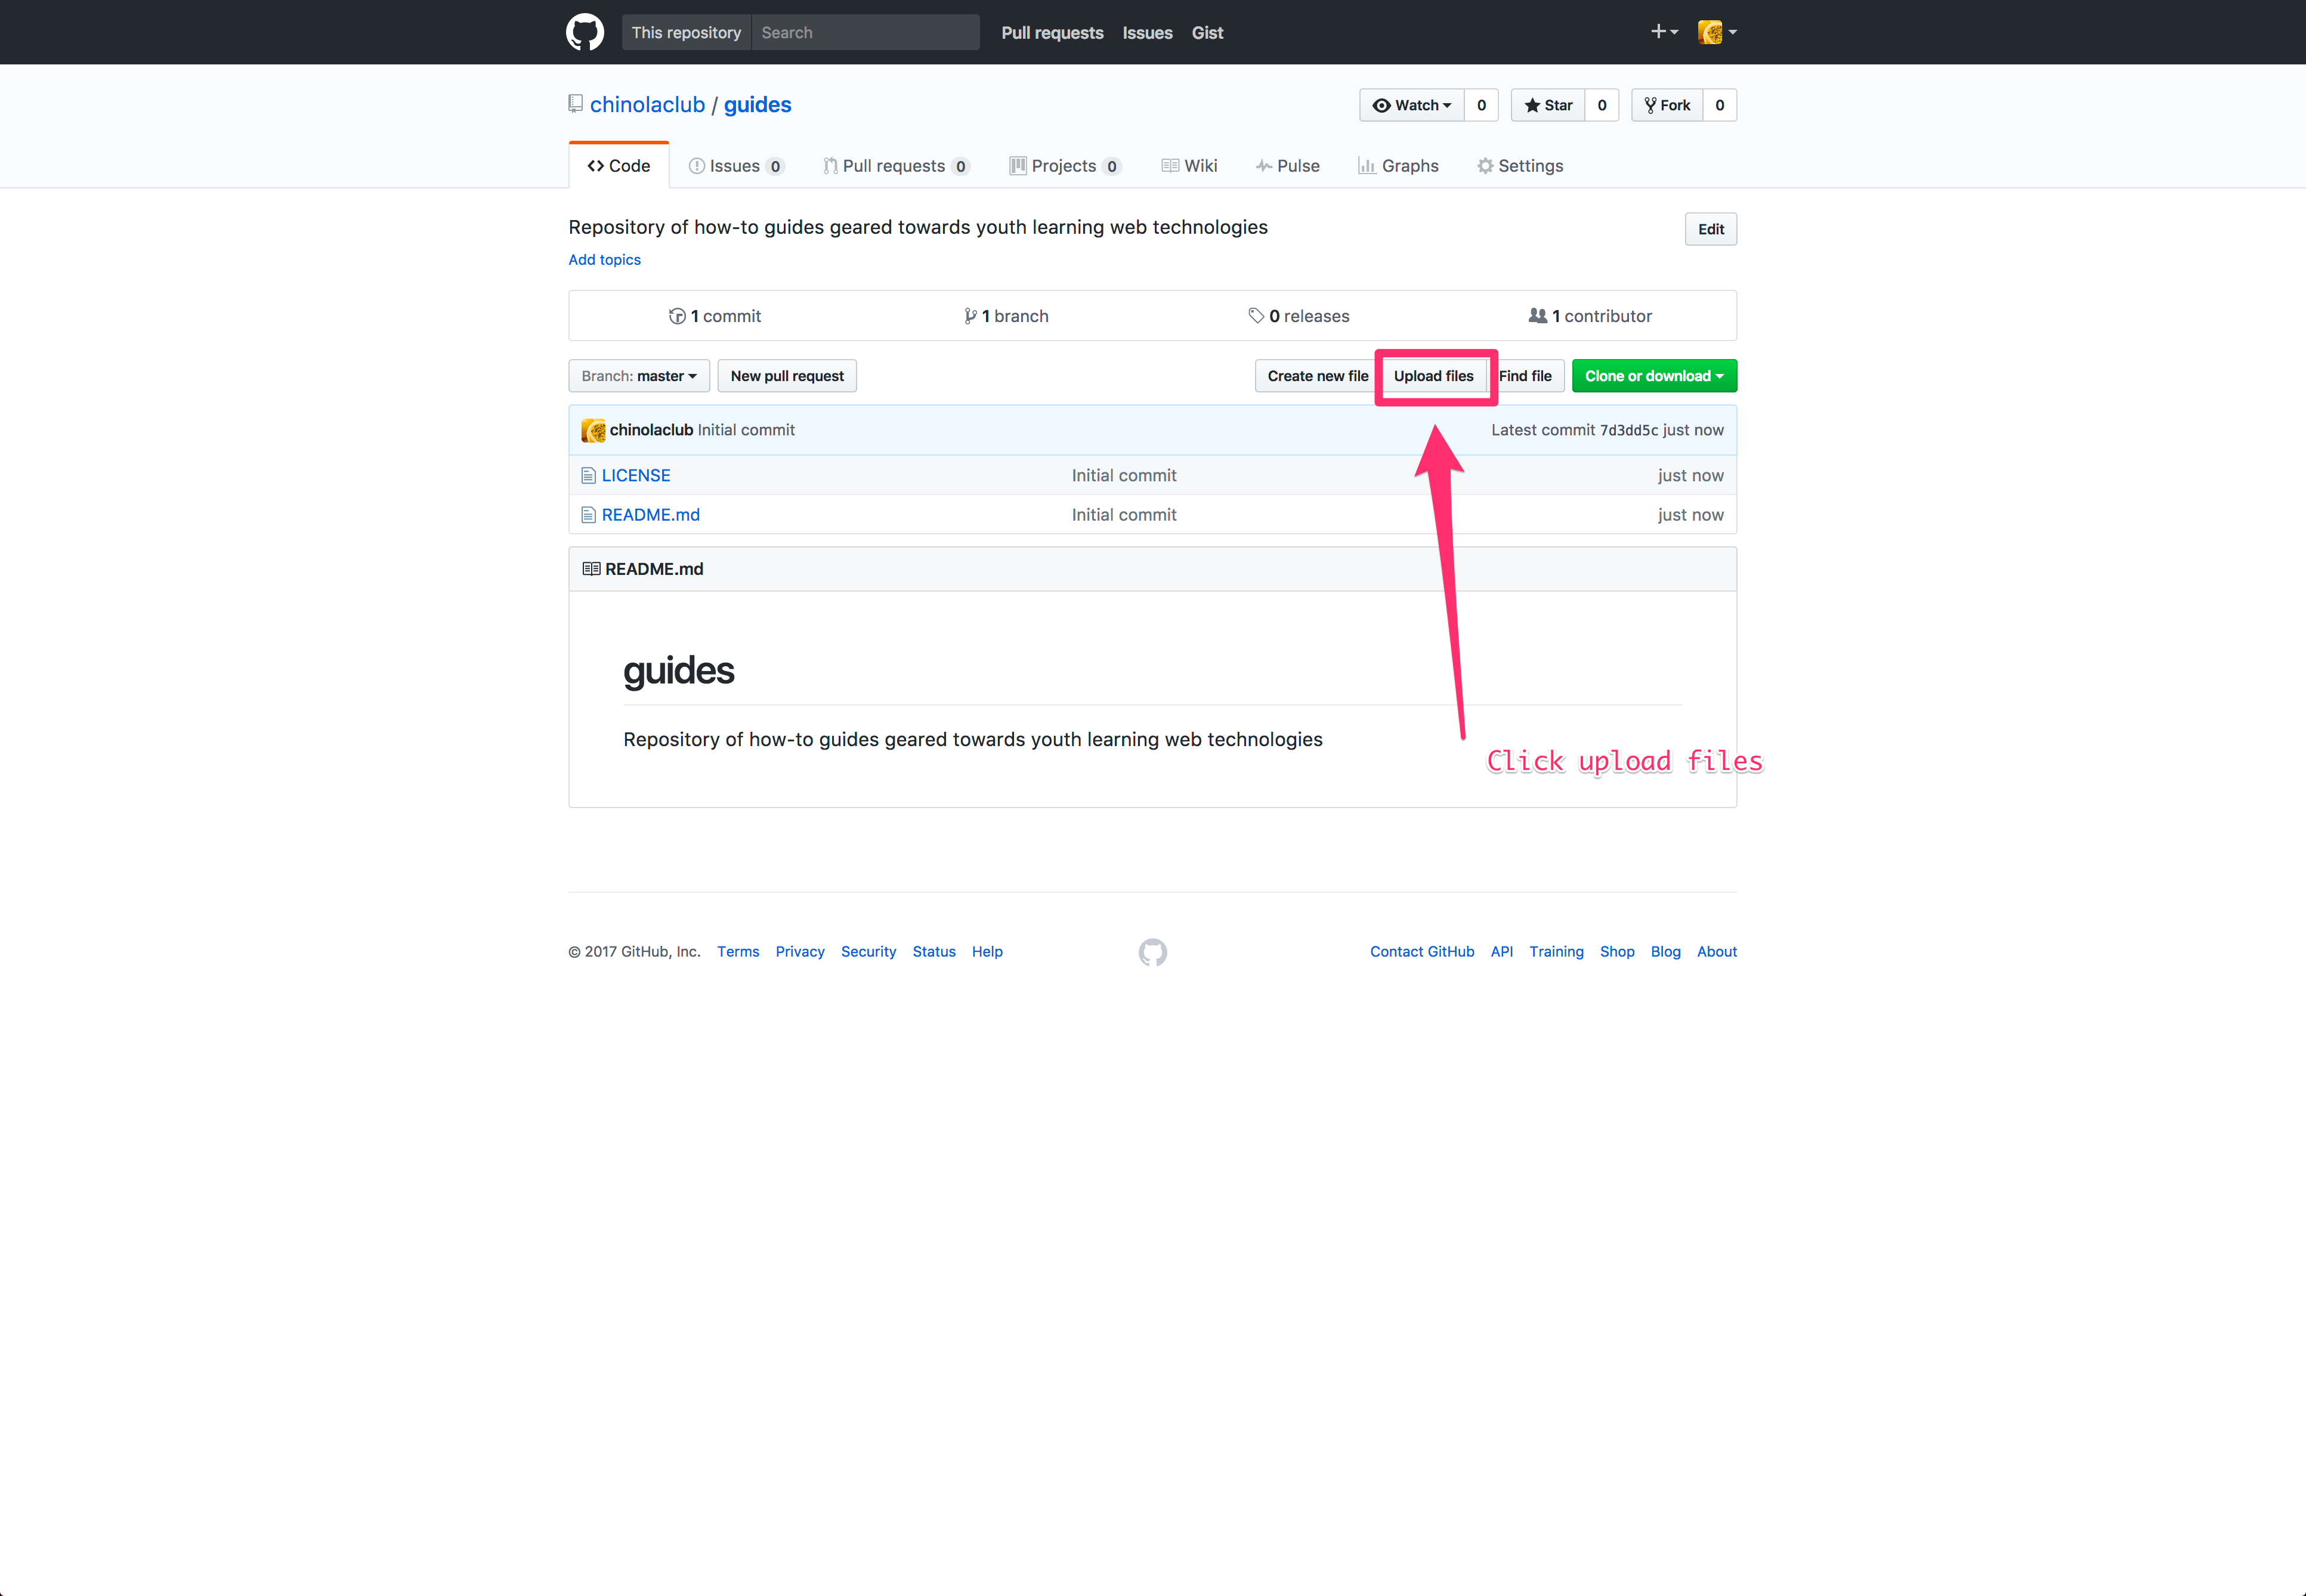 This repository Search Pull requests Issues Gist
chinolaclub / guides Watch 0 Star 0 Fork 0
Code Issues 0 Pull requests 0 Projects 0 Wiki Pulse Graphs Settings
Repository of how-to guides geared towards youth learning web technologies Edit
Add topics
1 commit 1 branch 0 releases 1 contributor
Branch: master New pull request Create new file Upload files Find file Clone or download
chinolaclub Initial commit Latest commit 7d3dd5c just now
LICENSE Initial commit just now
README.md Initial commit just now
README.md
guides
Repository of how-to guides geared towards youth learning web technologies
Click upload files
© 2017 GitHub, Inc. Terms Privacy Security Status Help Contact GitHub API Training Shop Blog About